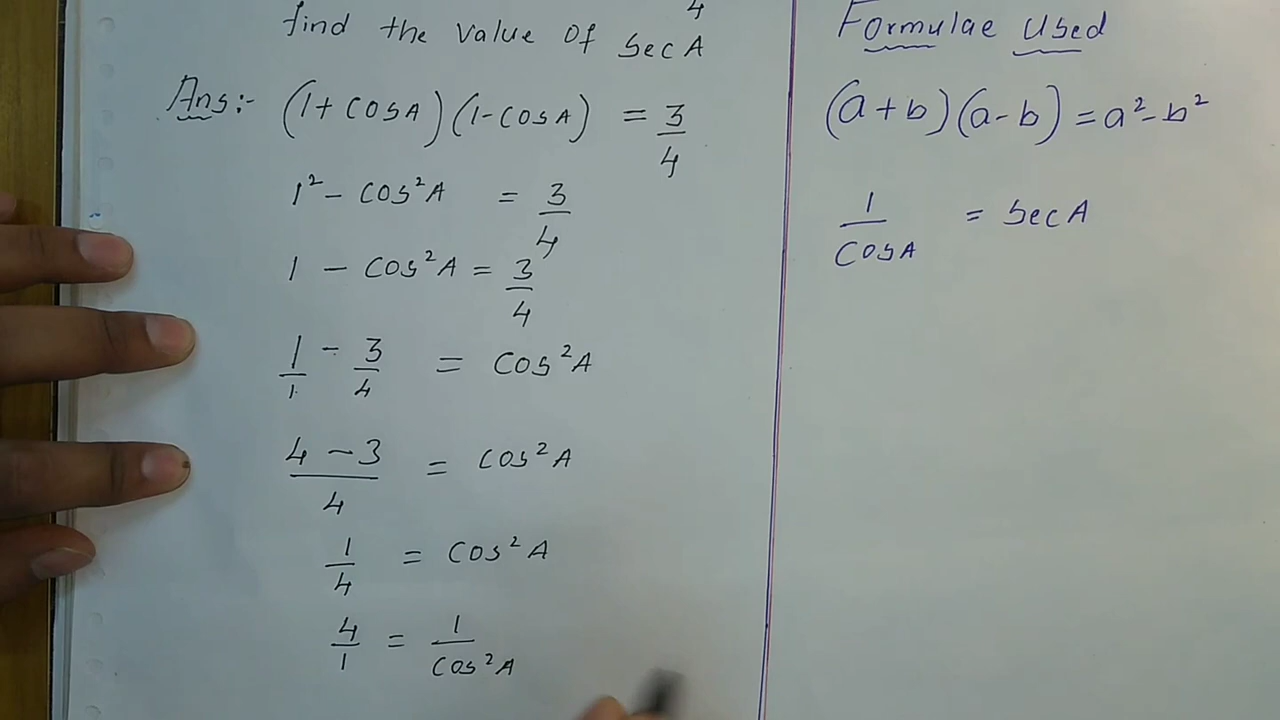 4
find the value of secA
Ans:- (1+cosA)(1-cosA) = 3/4
1² - cos²A = 3/4
1 - cos²A = 3/4
1/1 - 3/4 = cos²A
4-3/4 = cos²A
1/4 = cos²A
4/1 = 1/cos²A
Formulae Used
(a+b)(a-b) = a²-b²
1/cosA = secA